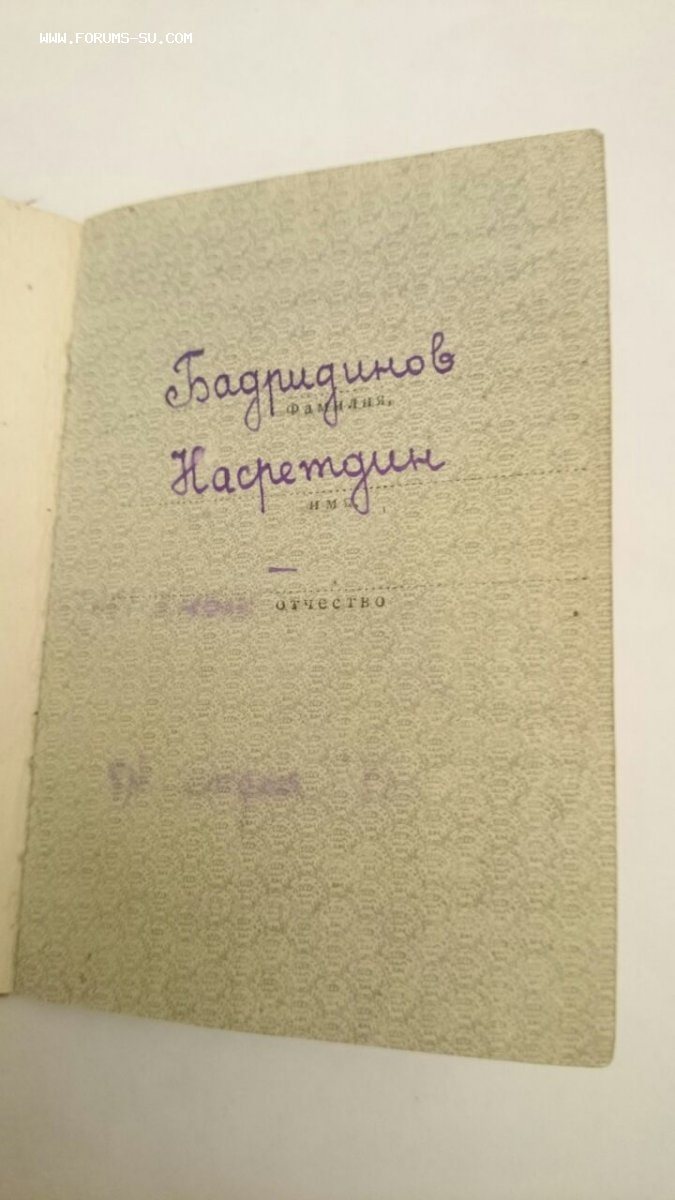 WWW.FORUMS-SU.COM
Бадридинов
Фамилия,
Насретдин
имя,
—
отчество